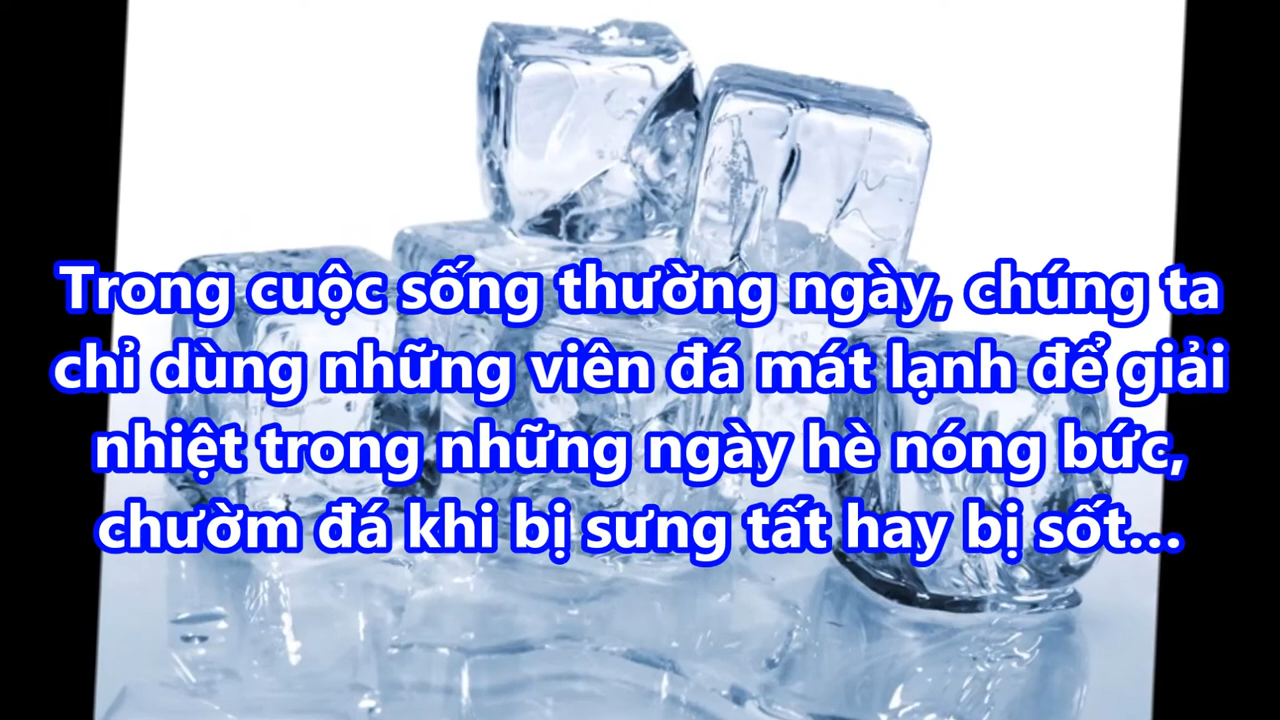 Trong cuộc sống thường ngày, chúng ta
chỉ dùng những viên đá mát lạnh để giải
nhiệt trong những ngày hè nóng bức,
chườm đá khi bị sưng tất hay bị sốt...